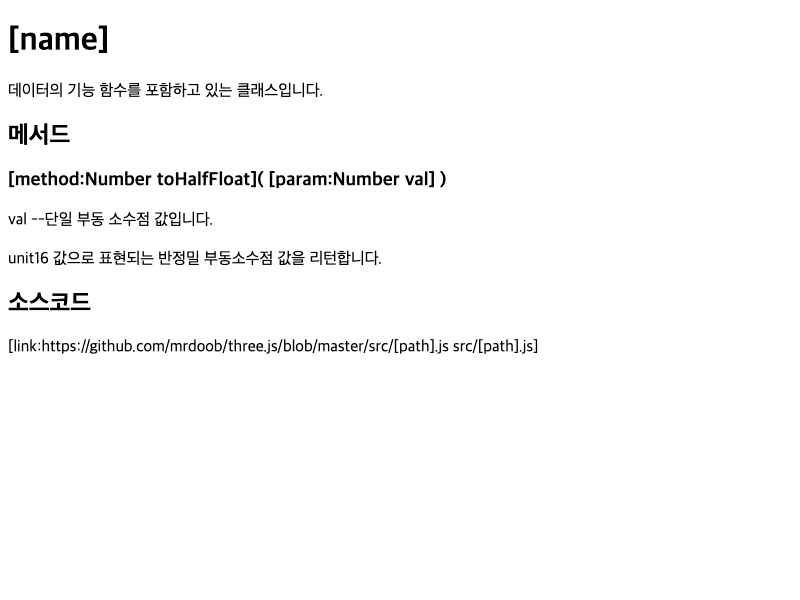 [name]
데이터의 기능 함수를 포함하고 있는 클래스입니다.
메서드
[method:Number toHalfFloat]( [param:Number val] )
val --단일 부동 소수점 값입니다.
unit16 값으로 표현되는 반정밀 부동소수점 값을 리턴합니다.
소스코드
[link:https://github.com/mrdoob/three.js/blob/master/src/[path].js src/[path].js]